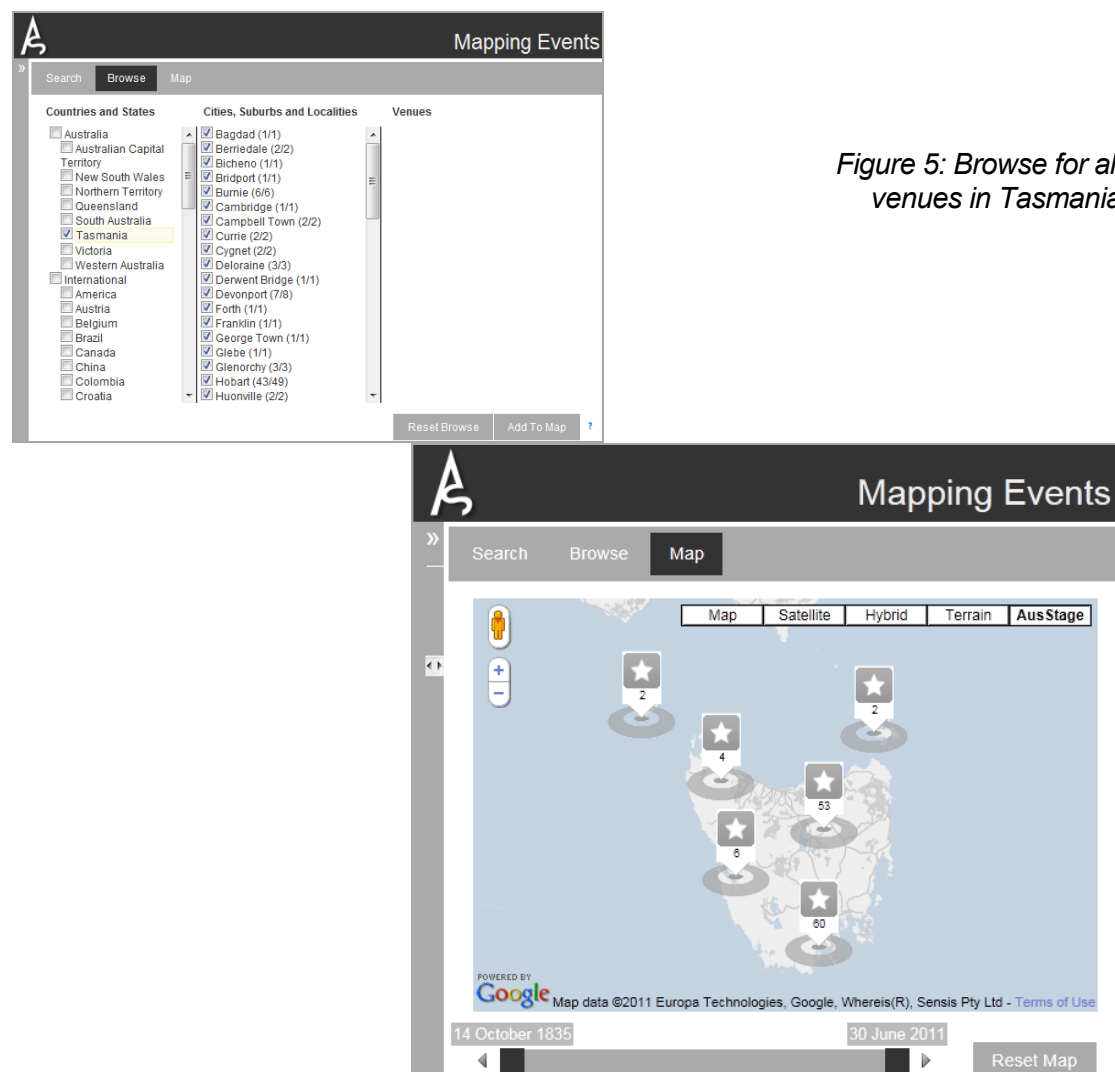 Mapping Events
»
Search Browse Map
Countries and States
Australia
Australian Capital
Territory
New South Wales
Northern Territory
Queensland
South Australia
Tasmania
Victoria
Western Australia
International
America
Austria
Belgium
Brazil
Canada
China
Colombia
Croatia
Cities, Suburbs and Localities
Bagdad (1/1)
Berriedale (2/2)
Bicheno (1/1)
Bridport (1/1)
Burnie (6/6)
Cambridge (1/1)
Campbell Town (2/2)
Currie (2/2)
Cygnet (2/2)
Deloraine (3/3)
Derwent Bridge (1/1)
Devonport (7/8)
Forth (1/1)
Franklin (1/1)
George Town (1/1)
Glebe (1/1)
Glenorchy (3/3)
Hobart (43/49)
Huonville (2/2)
Venues
Reset Browse Add To Map ?
Figure 5: Browse for al
venues in Tasmania
Mapping Events
»
Search Browse Map
Map Satellite Hybrid Terrain AusStage
+
−
2
2
4
53
6
60
POWERED BY
Google Map data ©2011 Europa Technologies, Google, Whereis(R), Sensis Pty Ltd - Terms of Use
14 October 1835 30 June 2011
Reset Map